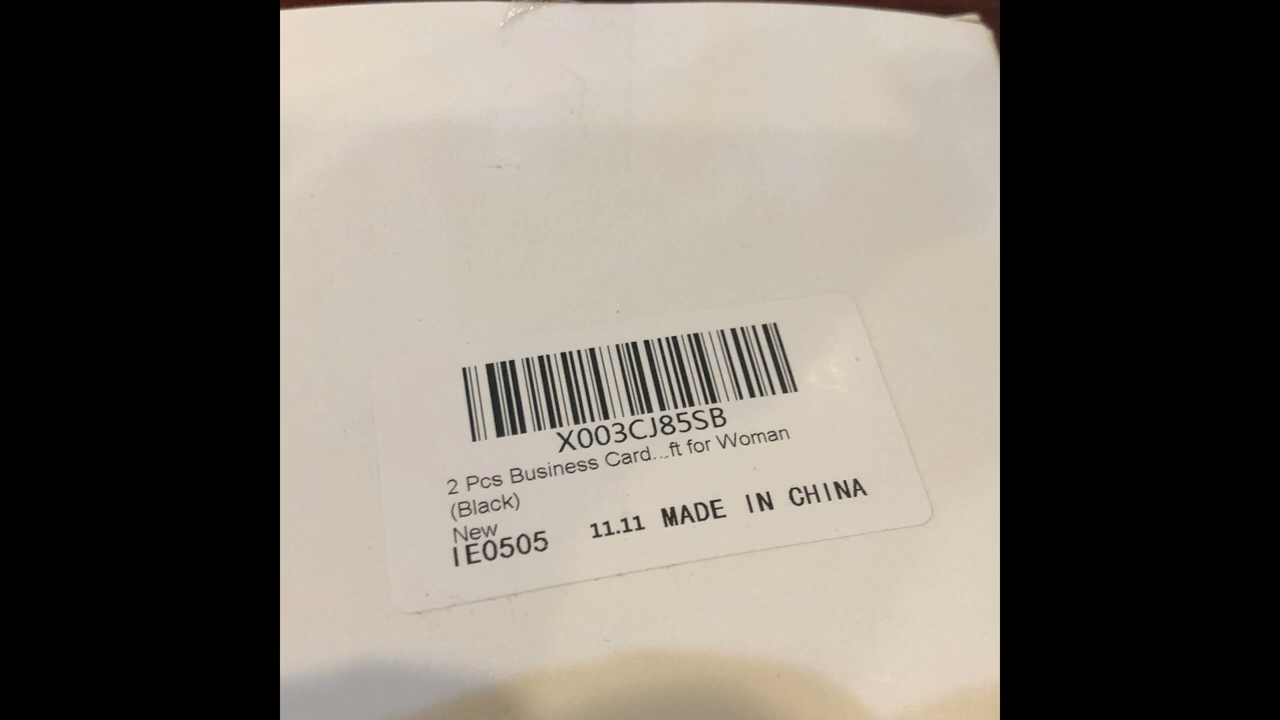 X003CJ85SB
2 Pcs Business Card...ft for Woman
(Black)
New
IE0505 11.11 MADE IN CHINA